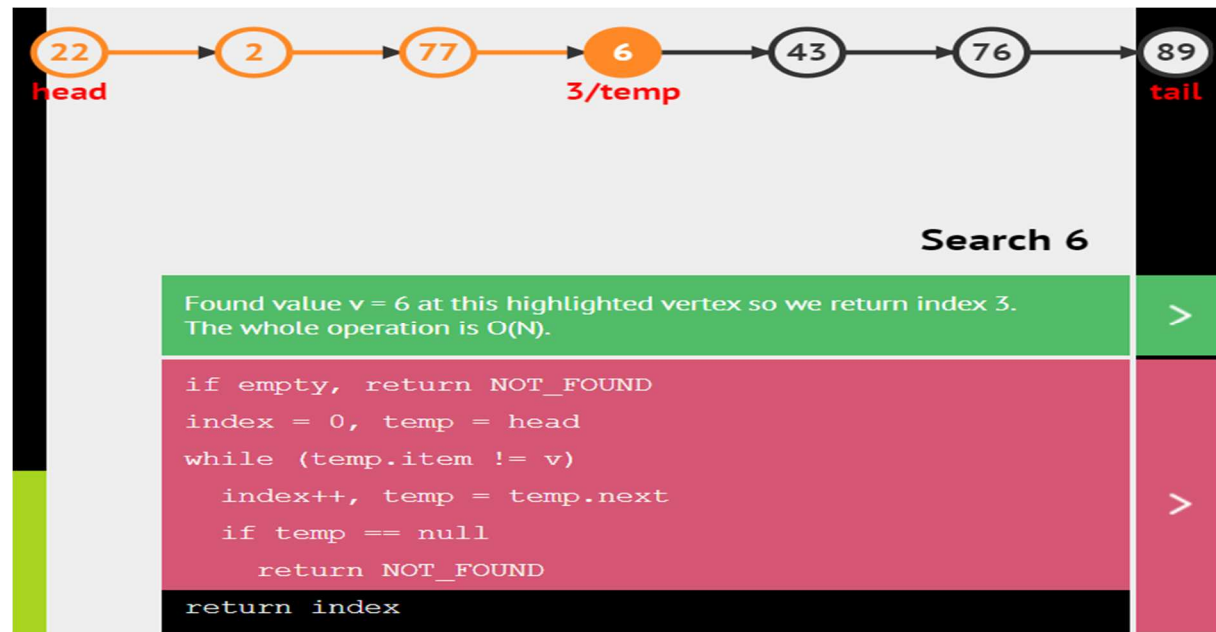 22 2 77 6 43 76 89
head 3/temp tail
Search 6
Found value v = 6 at this highlighted vertex so we return index 3.
The whole operation is O(N).
>
if empty, return NOT_FOUND
index = 0, temp = head
while (temp.item != v)
index++, temp = temp.next
if temp == null
return NOT_FOUND
return index
>